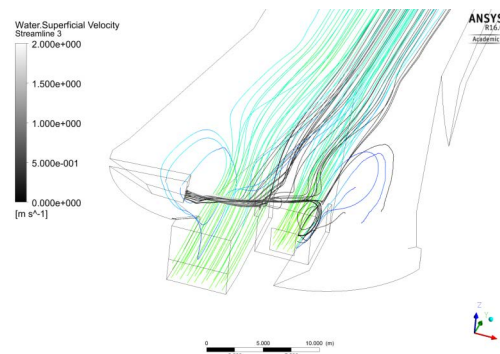 Water.Superficial Velocity
Streamline 3
2.000e+000
1.500e+000
1.000e+000
5.000e-001
0.000e+000
[m s^-1]
ANSYS
R16.
Academic
0 5.000 10.000 (m)
Z